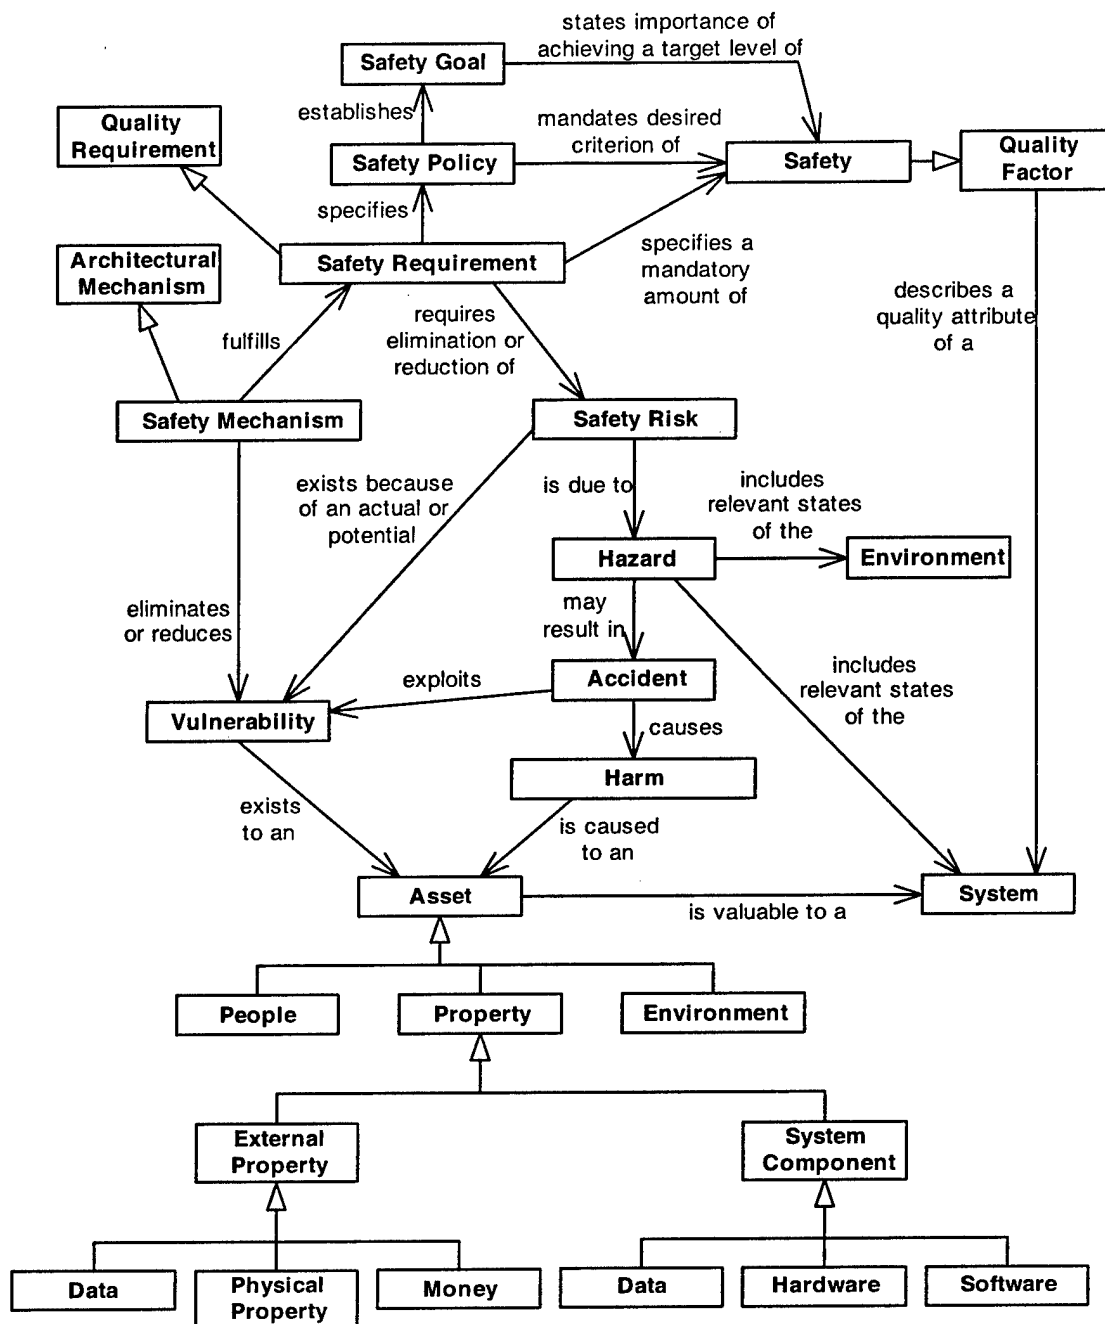 states importance of
achieving a target level of
Safety Goal
establishes
Quality
Requirement
mandates desired
criterion of
Safety Policy
Safety
Quality
Factor
specifies
Safety Requirement
specifies a
mandatory
amount of
Architectural
Mechanism
fulfills
requires
elimination or
reduction of
describes a
quality attribute
of a
Safety Mechanism
Safety Risk
exists because
of an actual or
potential
is due to
includes
relevant states
of the
Hazard
Environment
eliminates
or reduces
may
result in
exploits
Accident
includes
relevant states
of the
Vulnerability
causes
Harm
exists
to an
is caused
to an
Asset
is valuable to a
System
People
Property
Environment
External
Property
System
Component
Data
Physical
Property
Money
Data
Hardware
Software